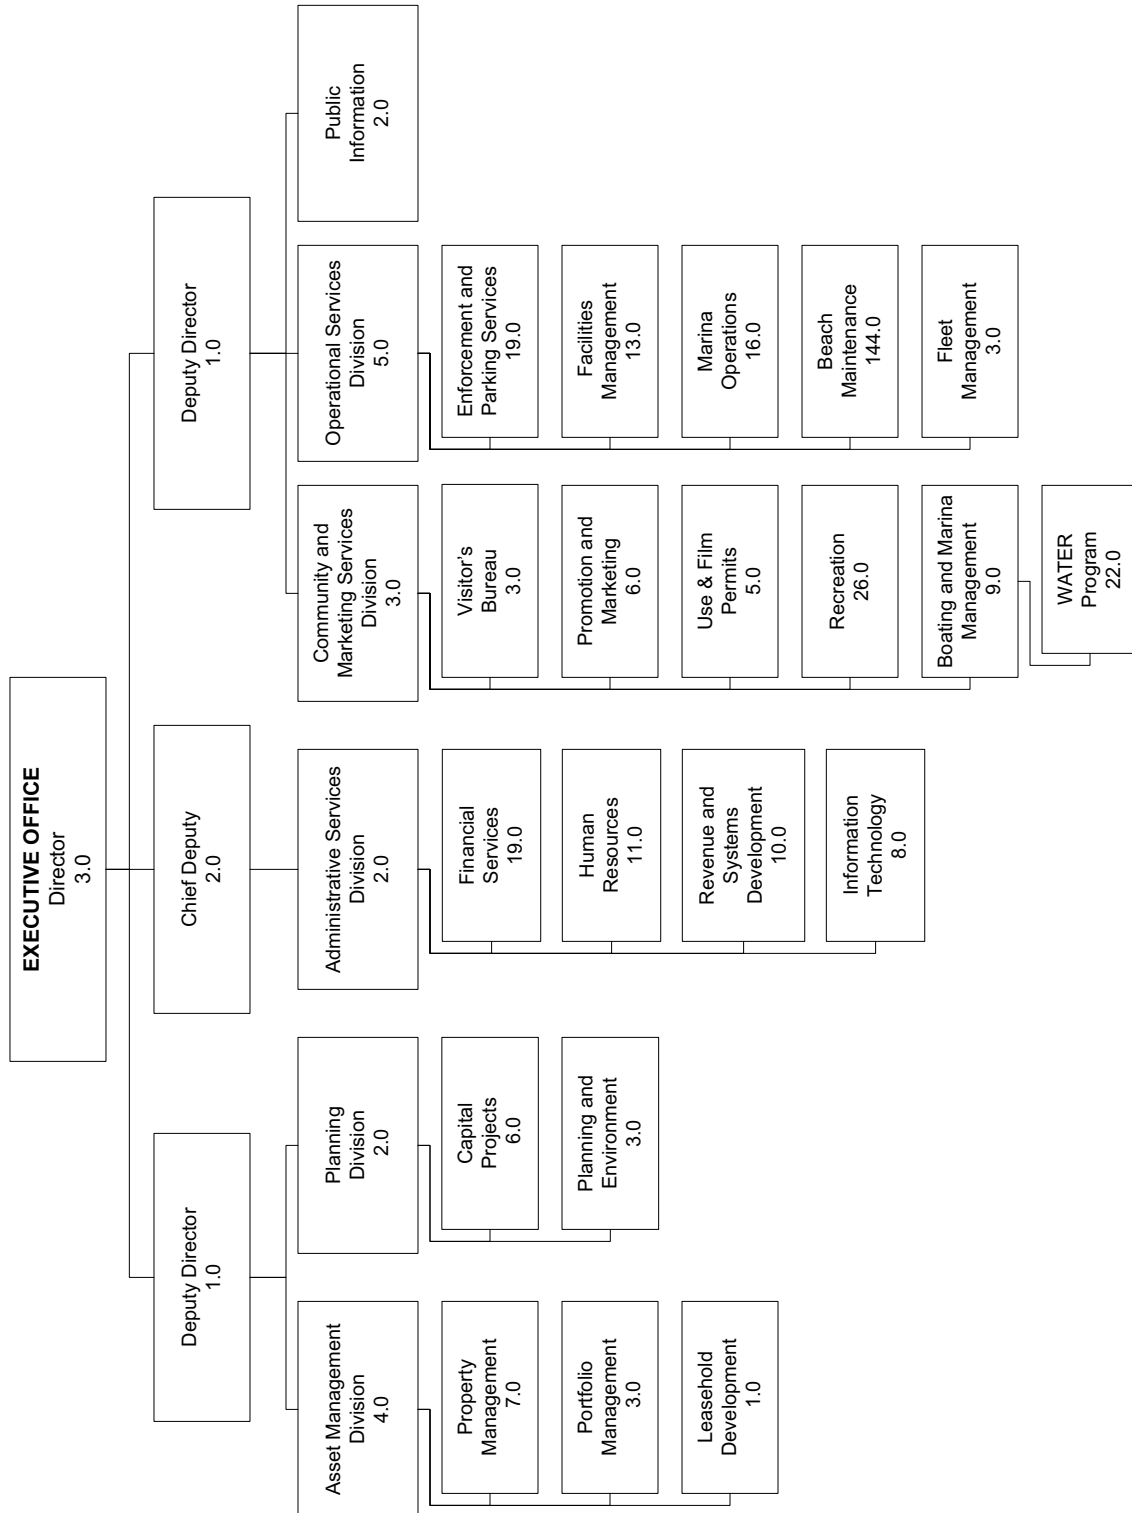 EXECUTIVE OFFICE
Director
3.0
Deputy Director
1.0
Chief Deputy
2.0
Deputy Director
1.0
Asset Management
Division
4.0
Planning
Division
2.0
Administrative Services
Division
2.0
Community and
Marketing Services
Division
3.0
Operational Services
Division
5.0
Public
Information
2.0
Property
Management
7.0
Portfolio
Management
3.0
Leasehold
Development
1.0
Capital
Projects
6.0
Planning and
Environment
3.0
Financial
Services
19.0
Human
Resources
11.0
Revenue and
Systems
Development
10.0
Information
Technology
8.0
Visitor's
Bureau
3.0
Promotion and
Marketing
6.0
Use & Film
Permits
5.0
Recreation
26.0
Boating and Marina
Management
9.0
WATER
Program
22.0
Enforcement and
Parking Services
19.0
Facilities
Management
13.0
Marina
Operations
16.0
Beach
Maintenance
144.0
Fleet
Management
3.0